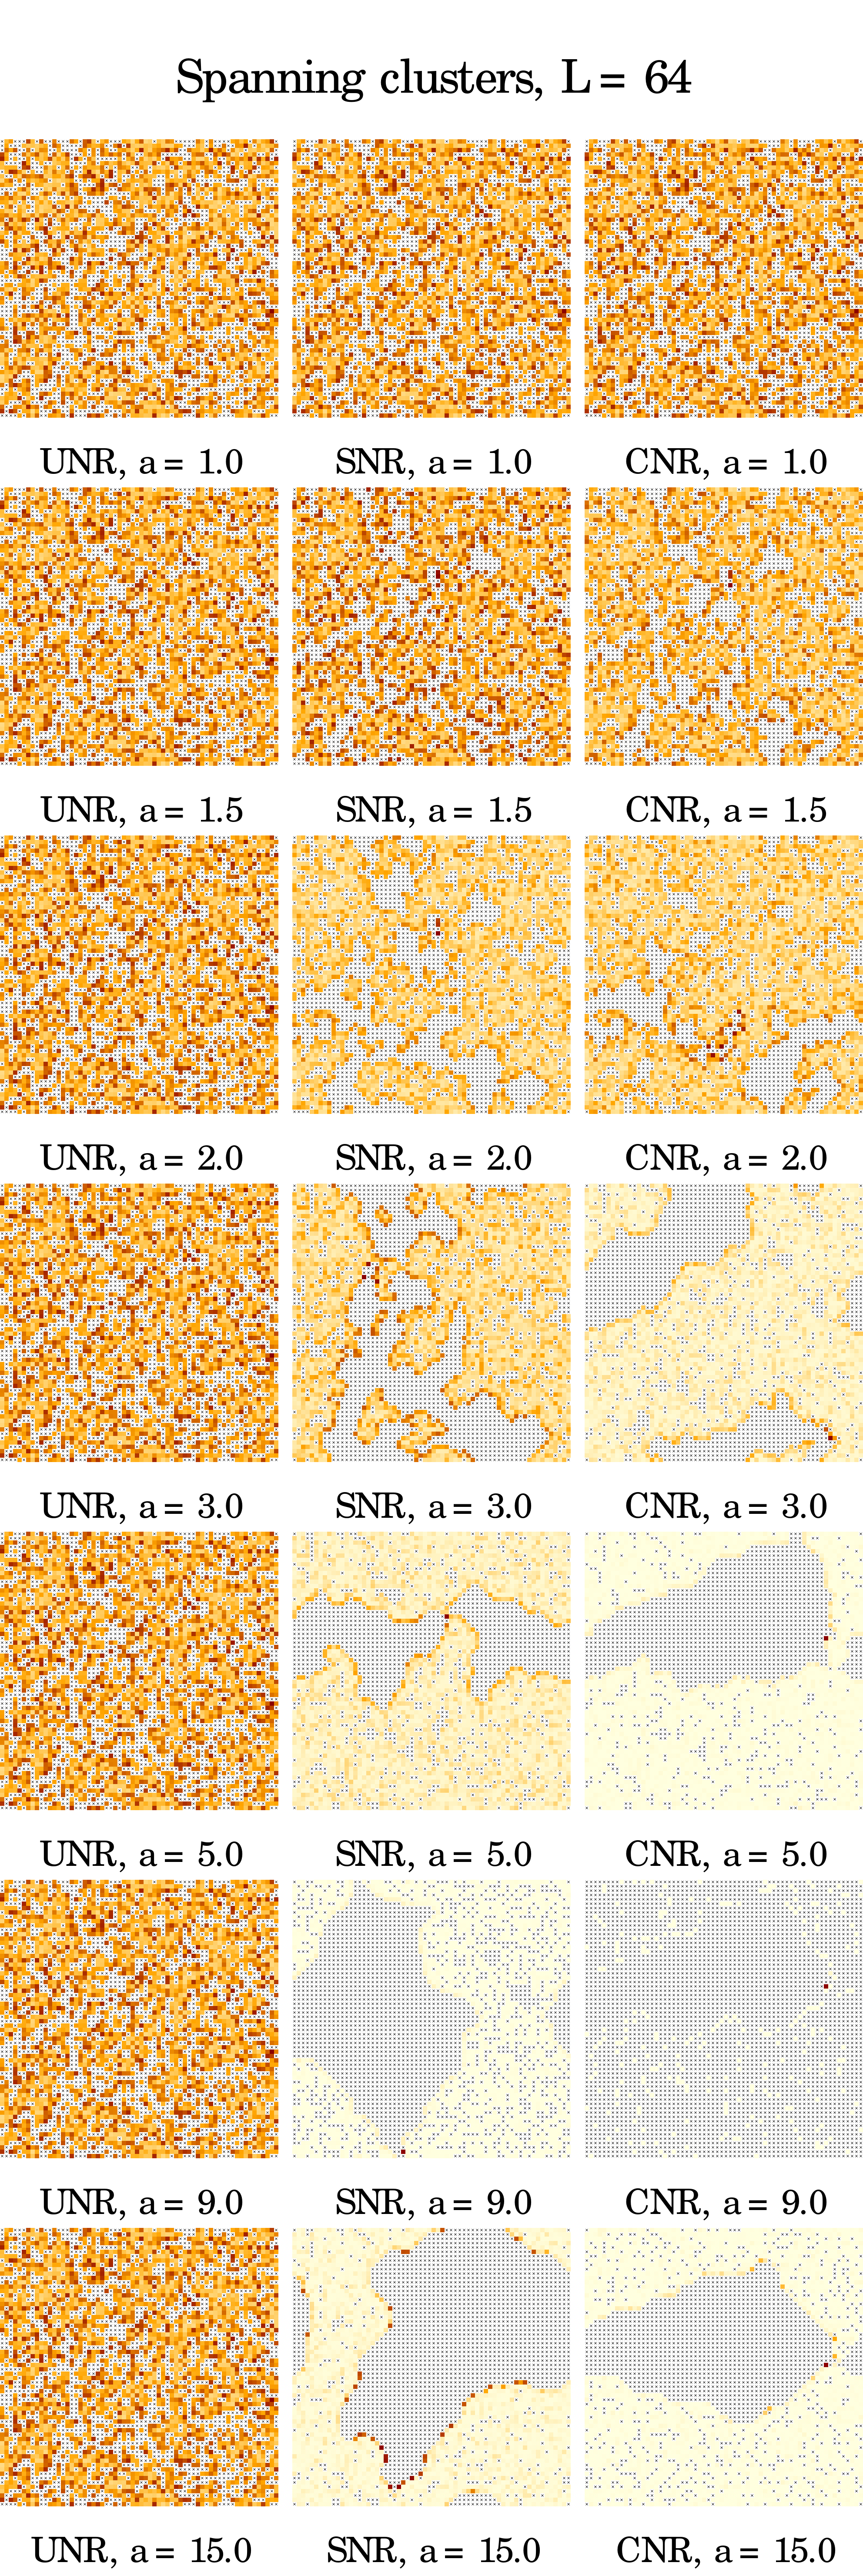 Spanning clusters, L = 64
UNR, a = 1.0 SNR, a = 1.0 CNR, a = 1.0
UNR, a = 1.5 SNR, a = 1.5 CNR, a = 1.5
UNR, a = 2.0 SNR, a = 2.0 CNR, a = 2.0
UNR, a = 3.0 SNR, a = 3.0 CNR, a = 3.0
UNR, a = 5.0 SNR, a = 5.0 CNR, a = 5.0
UNR, a = 9.0 SNR, a = 9.0 CNR, a = 9.0
UNR, a = 15.0 SNR, a = 15.0 CNR, a = 15.0